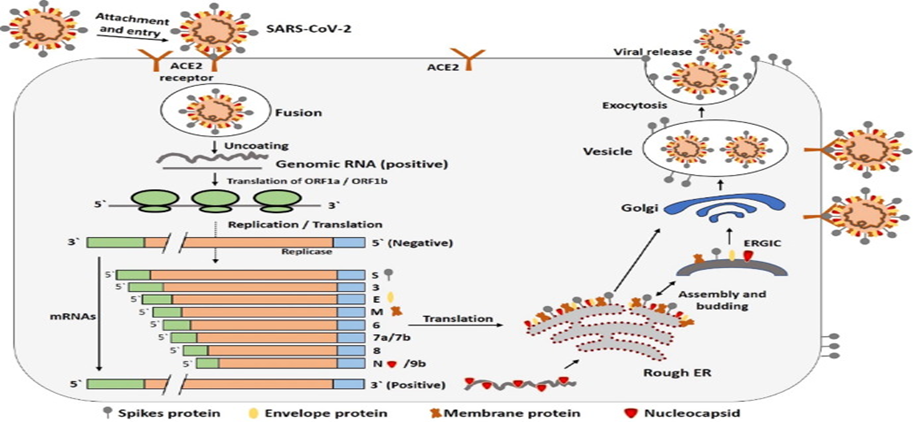 Attachment
and entry
SARS-CoV-2
ACE2
receptor
ACE2
Viral release
Exocytosis
Fusion
Uncoating
Genomic RNA (positive)
Translation of ORF1a / ORF1b
5` 3`
Replication / Translation
3` 5` (Negative)
Replicase
Vesicle
Golgi
ERGIC
Assembly and
budding
mRNAs
5` S
5` 3
5` E
5` M
5` 6
5` 7a/7b
5` 8
5` N /9b
5` 3` (Positive)
Translation
Rough ER
Spikes protein Envelope protein Membrane protein Nucleocapsid